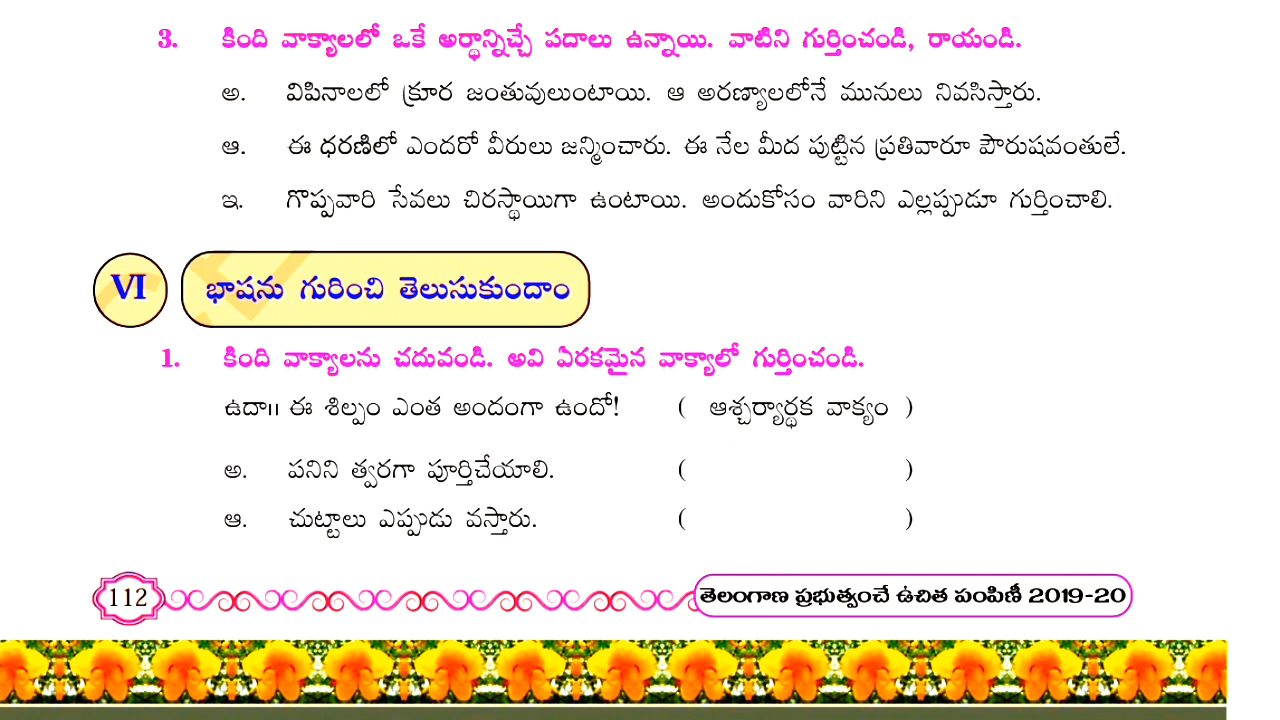 3. కింది వాక్యాలలో ఒకే అర్థాన్నిచ్చే పదాలు ఉన్నాయి. వాటిని గుర్తించండి, రాయండి.
అ. విపినాలలో క్రూర జంతువులుంటాయి. ఆ అరణ్యాలలోనే మునులు నివసిస్తారు.
ఆ. ఈ ధరణిలో ఎందరో వీరులు జన్మించారు. ఈ నేల మీద పుట్టిన ప్రతివారూ పౌరుషవంతులే.
ఇ. గొప్పవారి సేవలు చిరస్థాయిగా ఉంటాయి. అందుకోసం వారిని ఎల్లప్పుడూ గుర్తించాలి.
VI భాషను గురించి తెలుసుకుందాం
1. కింది వాక్యాలను చదువండి. అవి ఏరకమైన వాక్యాలో గుర్తించండి.
ఉదా॥ ఈ శిల్పం ఎంత అందంగా ఉందో! ( ఆశ్చర్యార్థక వాక్యం )
అ. పనిని త్వరగా పూర్తిచేయాలి. ( )
ఆ. చుట్టాలు ఎప్పుడు వస్తారు. ( )
112 తెలంగాణ ప్రభుత్వంచే ఉచిత పంపిణీ 2019-20